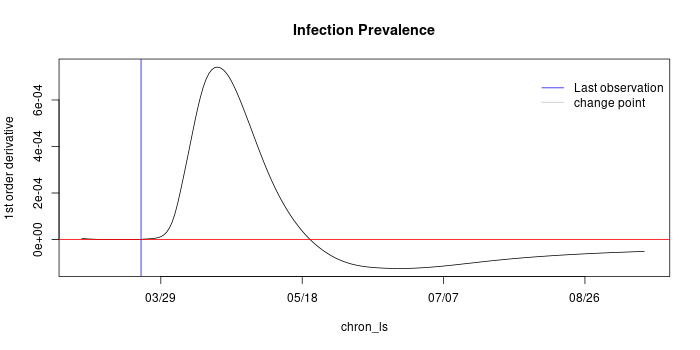 Infection Prevalence
1st order derivative
6e-04
4e-04
2e-04
0e+00
Last observation
change point
03/29
05/18
07/07
08/26
chron_ls